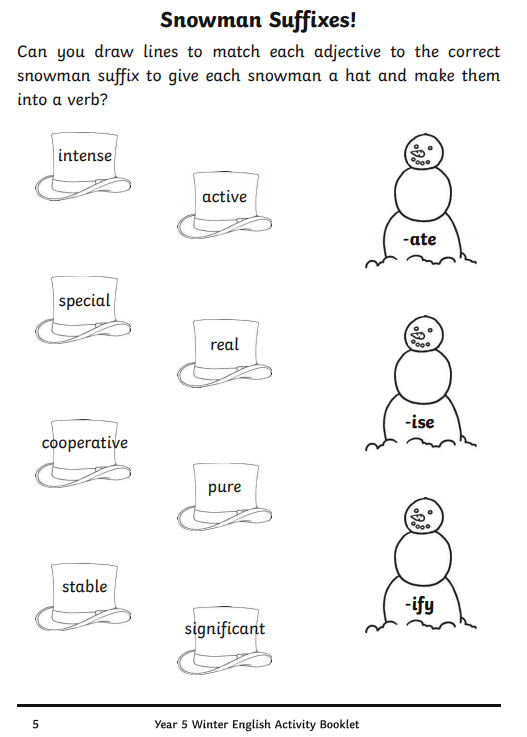 Snowman Suffixes!
Can you draw lines to match each adjective to the correct
snowman suffix to give each snowman a hat and make them
into a verb?
intense
active
-ate
special
real
-ise
cooperative
pure
stable
-ify
significant
5 Year 5 Winter English Activity Booklet